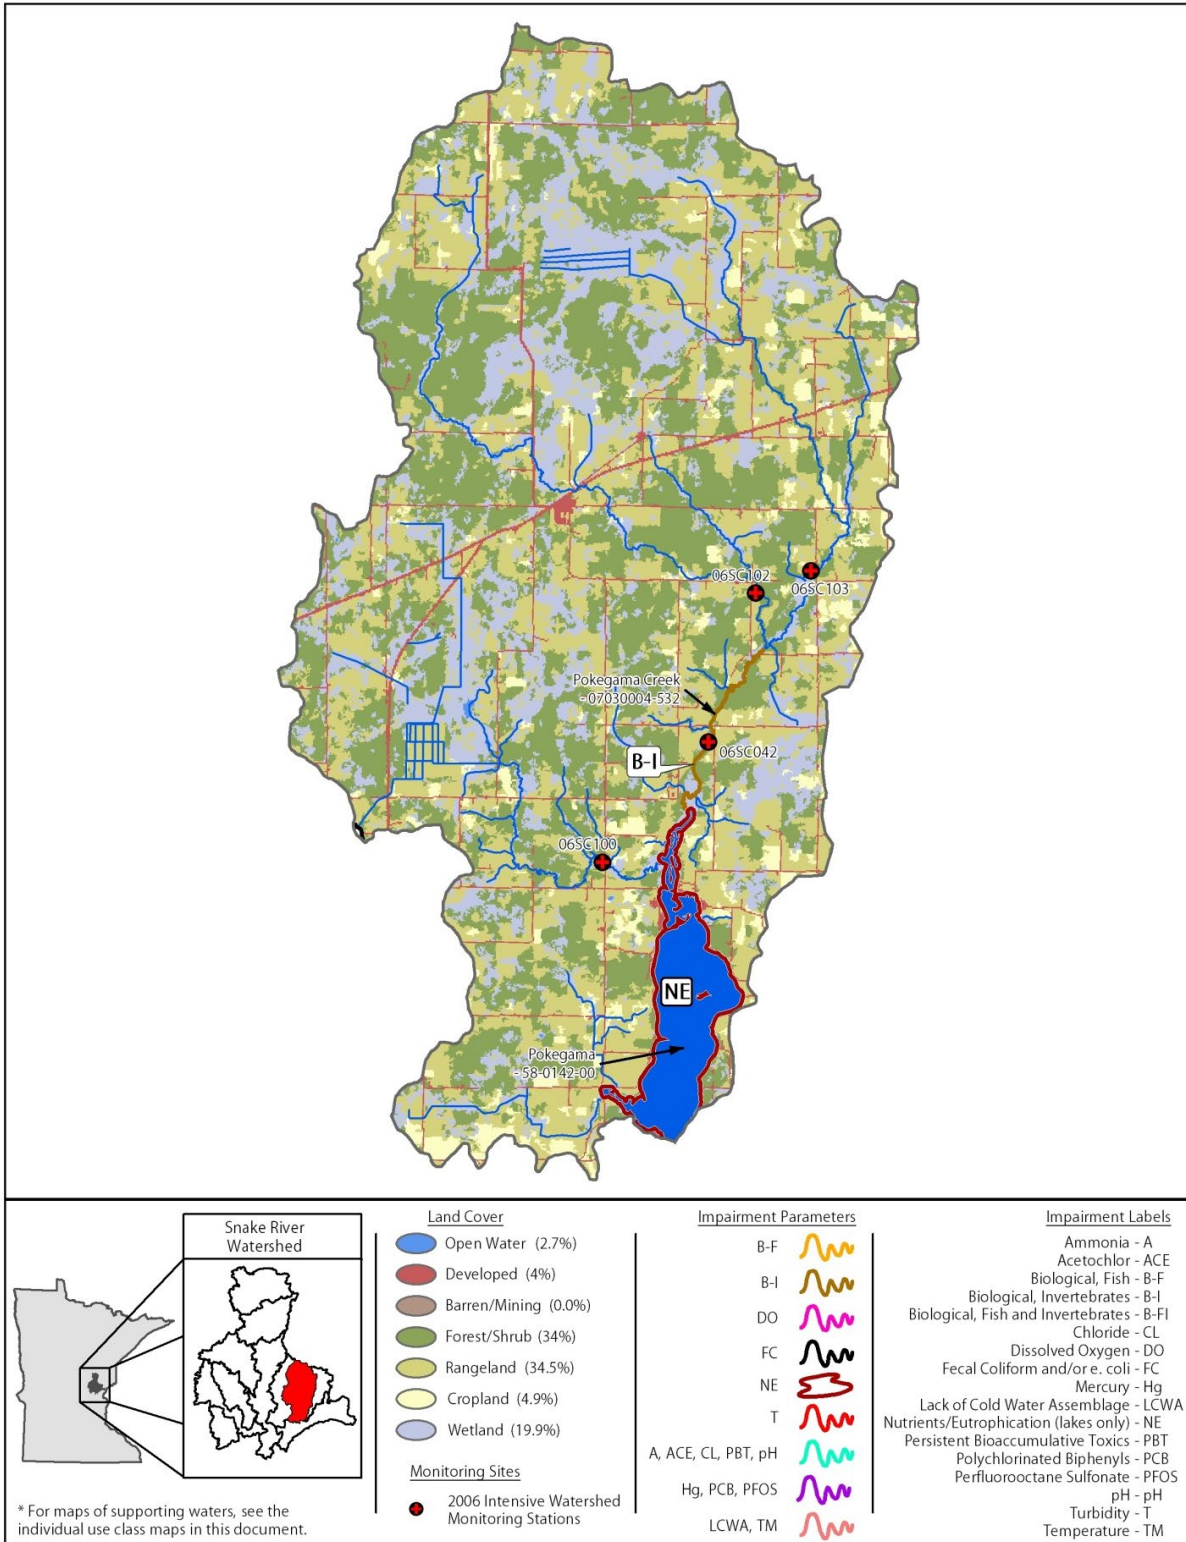 06SC102
06SC103
Pokegama Creek
- 07030004-532
06SC042
B-I
06SC100
NE
Pokegama
- 58-0142-00
Snake River
Watershed
* For maps of supporting waters, see the
individual use class maps in this document.
Land Cover
Open Water (2.7%)
Developed (4%)
Barren/Mining (0.0%)
Forest/Shrub (34%)
Rangeland (34.5%)
Cropland (4.9%)
Wetland (19.9%)
Monitoring Sites
2006 Intensive Watershed
Monitoring Stations
Impairment Parameters
B-F
B-I
DO
FC
NE
T
A, ACE, CL, PBT, pH
Hg, PCB, PFOS
LCWA, TM
Impairment Labels
Ammonia - A
Acetochlor - ACE
Biological, Fish - B-F
Biological, Invertebrates - B-I
Biological, Fish and Invertebrates - B-FI
Chloride - CL
Dissolved Oxygen - DO
Fecal Coliform and/or e. coli - FC
Mercury - Hg
Lack of Cold Water Assemblage - LCWA
Nutrients/Eutrophication (lakes only) - NE
Persistent Bioaccumulative Toxics - PBT
Polychlorinated Biphenyls - PCB
Perfluorooctane Sulfonate - PFOS
pH - pH
Turbidity - T
Temperature - TM